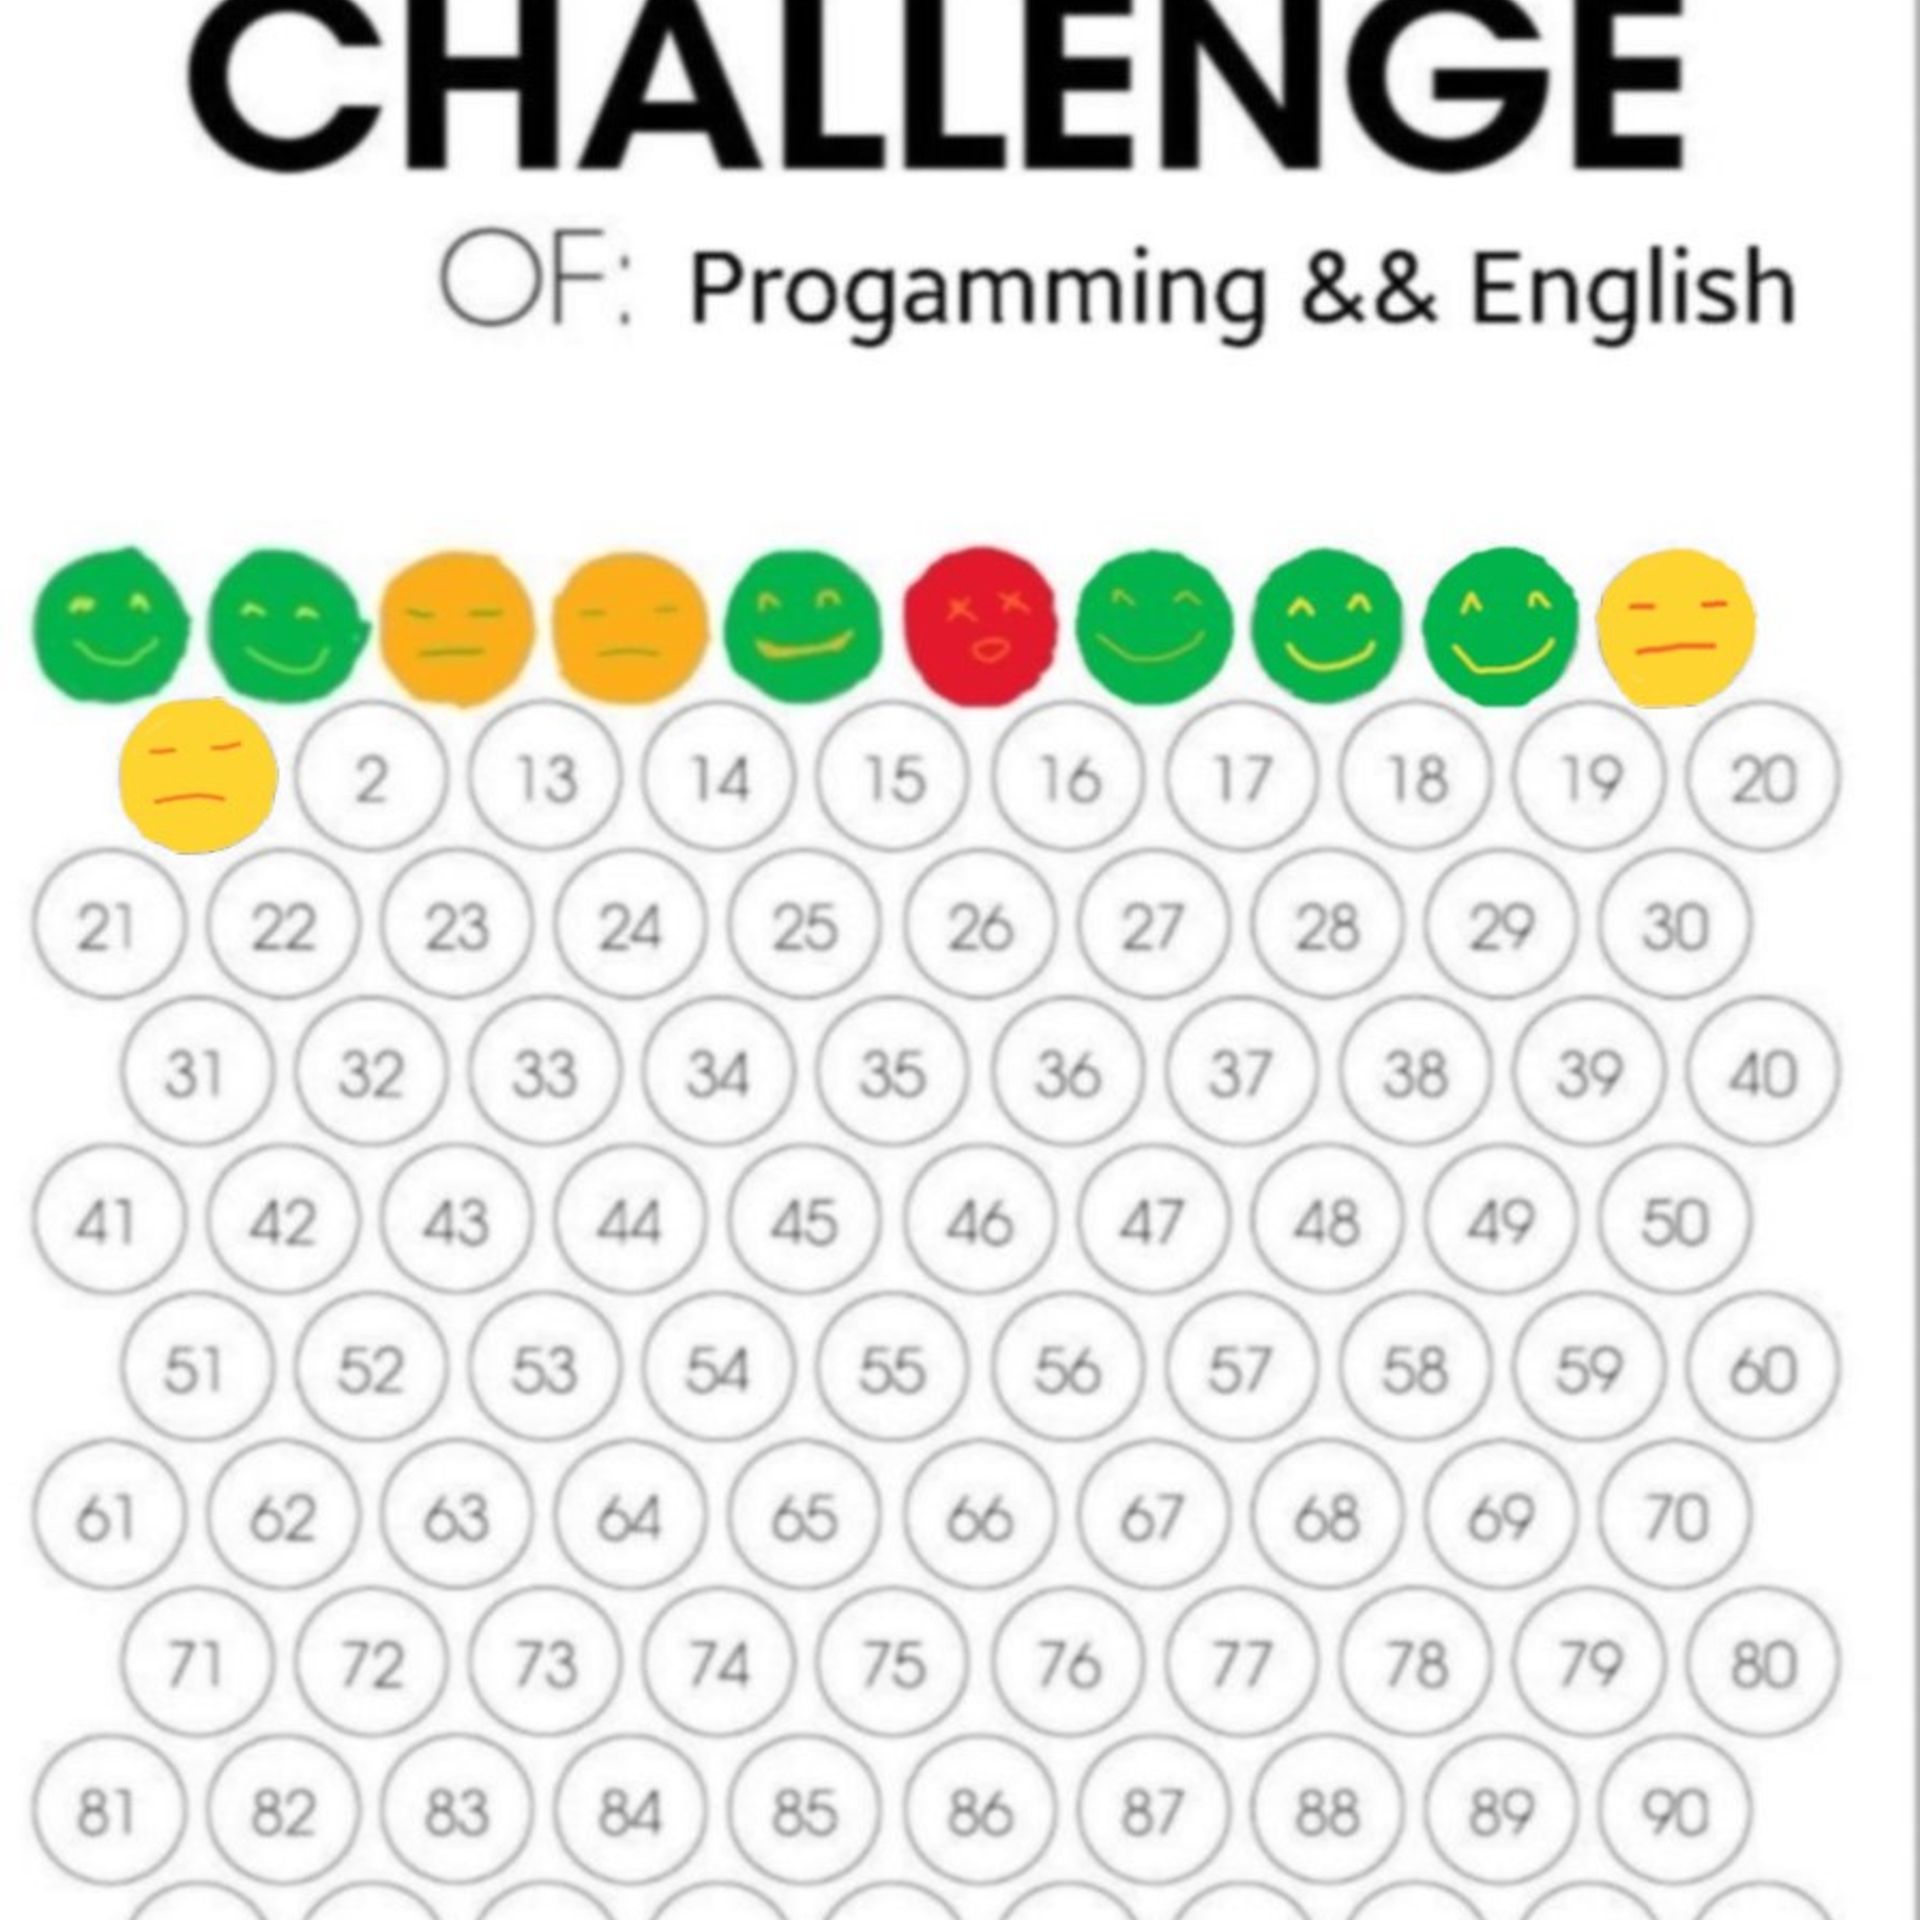 CHALLENGE
OF: Progamming && English
2 13 14 15 16 17 18 19 20
21 22 23 24 25 26 27 28 29 30
31 32 33 34 35 36 37 38 39 40
41 42 43 44 45 46 47 48 49 50
51 52 53 54 55 56 57 58 59 60
61 62 63 64 65 66 67 68 69 70
71 72 73 74 75 76 77 78 79 80
81 82 83 84 85 86 87 88 89 90